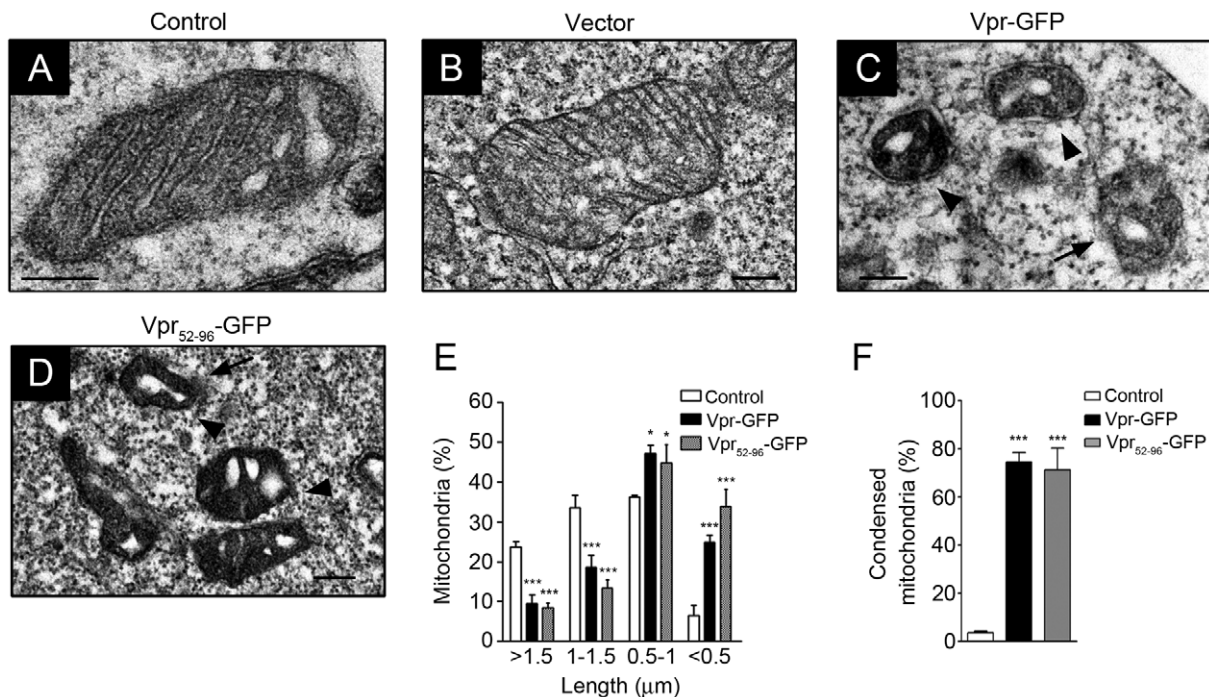 Control
Vector
Vpr-GFP
A
B
C
Vpr52-96-GFP
D
E
Control
Vpr-GFP
Vpr52-96-GFP
Mitochondria (%)
60
50
40
30
20
10
0
*** ***
*** ***
* *
*** ***
>1.5 1-1.5 0.5-1 <0.5
Length (μm)
F
Control
Vpr-GFP
Vpr52-96-GFP
Condensed
mitochondria (%)
100
80
60
40
20
0
*** ***